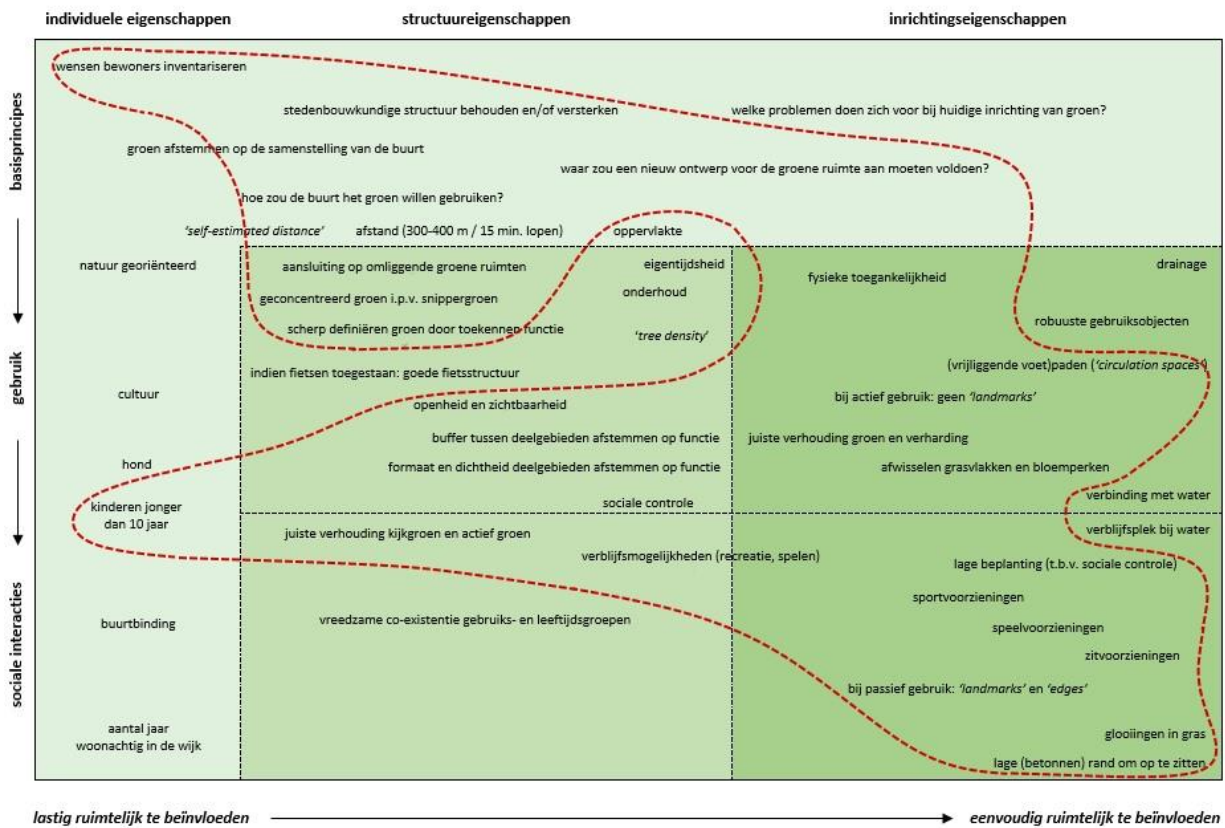 individuele eigenschappen
structuureigenschappen
inrichtingseigenschappen
basisprincipes
wensen bewoners inventariseren
stedenbouwkundige structuur behouden en/of versterken
welke problemen doen zich voor bij huidige inrichting van groen?
groen afstemmen op de samenstelling van de buurt
waar zou een nieuw ontwerp voor de groene ruimte aan moeten voldoen?
hoe zou de buurt het groen willen gebruiken?
'self-estimated distance'
afstand (300-400 m / 15 min. lopen)
oppervlakte
gebruik
natuur georiënteerd
aansluiting op omliggende groene ruimten
eigentijdsheid
fysieke toegankelijkheid
drainage
geconcentreerd groen i.p.v. snippergroen
onderhoud
scherp definiëren groen door toekennen functie
'tree density'
robuuste gebruiksobjecten
indien fietsen toegestaan: goede fietsstructuur
(vrijliggende voet)paden ('circulation spaces')
cultuur
openheid en zichtbaarheid
bij actief gebruik: geen 'landmarks'
buffer tussen deelgebieden afstemmen op functie
juiste verhouding groen en verharding
hond
formaat en dichtheid deelgebieden afstemmen op functie
afwisselen grasvlakken en bloemperken
kinderen jonger
dan 10 jaar
sociale controle
verbinding met water
sociale interacties
juiste verhouding kijkgroen en actief groen
verblijfsplek bij water
verblijfsmogelijkheden (recreatie, spelen)
lage beplanting (t.b.v. sociale controle)
sportvoorzieningen
buurtbinding
vreedzame co-existentie gebruiks- en leeftijdsgroepen
speelvoorzieningen
zitvoorzieningen
bij passief gebruik: 'landmarks' en 'edges'
aantal jaar
woonachtig in de wijk
glooiingen in gras
lage (betonnen) rand om op te zitten
lastig ruimtelijk te beïnvloeden
eenvoudig ruimtelijk te beïnvloeden